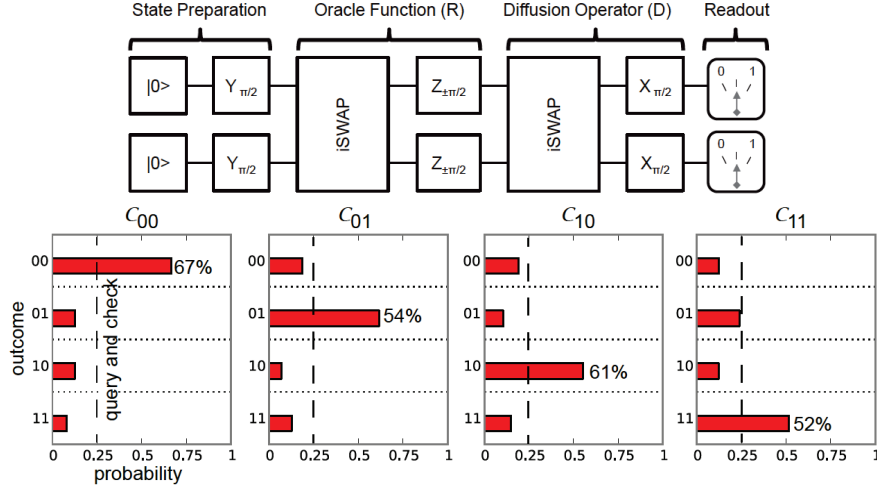 State Preparation Oracle Function (R) Diffusion Operator (D) Readout
|0> Y π/2 iSWAP Z±π/2 iSWAP X π/2 0 1
|0> Yπ/2 Z±π/2 Xπ/2 0 1
C00 C01 C10 C11
outcome
00 67% 00 00 00
01 01 54% 01 01
10 10 10 61% 10
11 11 11 11 52%
query and check
0 0.25 0.5 0.75 1 0 0.25 0.5 0.75 1 0 0.25 0.5 0.75 1 0 0.25 0.5 0.75 1
probability